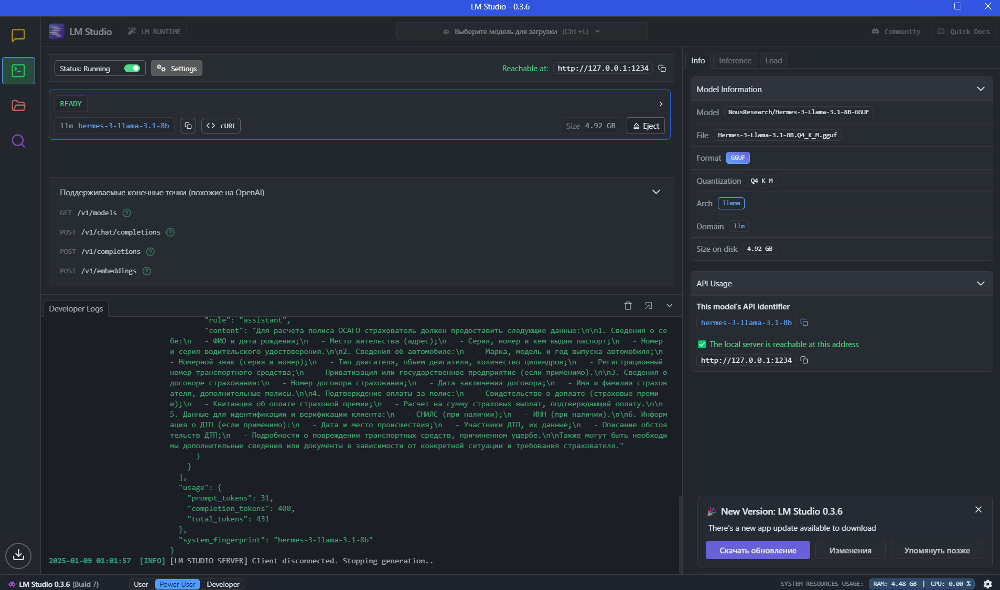 LM Studio - 0.3.6
LM Studio
LM RUNTIME
Выберите модель для загрузки (Ctrl +L)
Community
Quick Docs
Status: Running
Settings
Reachable at: http://127.0.0.1:1234
READY
llm hermes-3-llama-3.1-8b
cURL
Size 4.92 GB
Eject
Поддерживаемые конечные точки (похожие на OpenAI)
GET /v1/models
POST /v1/chat/completions
POST /v1/completions
POST /v1/embeddings
Developer Logs
"role": "assistant",
"content": "Для расчета полиса ОСАГО страхователь должен предоставить следующие данные:\n\n1. Сведения о се
бе:\n   - ФИО и дата рождения;\n   - Место жительства (адрес);\n   - Серия, номер и кем выдан паспорт;\n   - Номер
и серия водительского удостоверения.\n\n2. Сведения об автомобиле:\n   - Марка, модель и год выпуска автомобиля;\n
- Номерной знак (серия и номер);\n   - Тип двигателя, объем двигателя, количество цилиндров;\n   - Регистрационный
номер транспортного средства;\n   - Приватизация или государственное предприятие (если применимо).\n\n3. Сведения о
договоре страхования:\n   - Номер договора страхования;\n   - Дата заключения договора;\n   - Имя и фамилия страхов
ателя, дополнительные полисы.\n\n4. Подтверждение оплаты за полис:\n   - Свидетельство о доплате (страховые преми
и);\n   - Квитанция об оплате страховой премии;\n   - Расчет на сумму страховых выплат, подтверждающий оплату.\n\n
5. Данные для идентификации и верификации клиента:\n   - СНИЛС (при наличии);\n   - ИНН (при наличии).\n\n6. Информ
ация о ДТП (если применимо):\n   - Дата и место происшествия;\n   - Участники ДТП, их данные;\n   - Описание обстоя
тельств ДТП;\n   - Подробности о повреждении транспортных средств, причиненном ущербе.\n\nТакже могут быть необходи
мы дополнительные сведения или документы в зависимости от конкретной ситуации и требования страхователя."
}
}
],
"usage": {
"prompt_tokens": 31,
"completion_tokens": 400,
"total_tokens": 431
},
"system_fingerprint": "hermes-3-llama-3.1-8b"
}
2025-01-09 01:01:57 [INFO] [LM STUDIO SERVER] Client disconnected. Stopping generation..
Info
Inference
Load
Model Information
Model NousResearch/Hermes-3-Llama-3.1-8B-GGUF
File Hermes-3-Llama-3.1-8B.Q4_K_M.gguf
Format GGUF
Quantization Q4_K_M
Arch llama
Domain llm
Size on disk 4.92 GB
API Usage
This model's API identifier
hermes-3-llama-3.1-8b
The local server is reachable at this address
http://127.0.0.1:1234
New Version: LM Studio 0.3.6
There's a new app update available to download
Скачать обновление
Изменения
Упомянуть позже
LM Studio 0.3.6 (Build 7)
User
Power User
Developer
SYSTEM RESOURCES USAGE: RAM: 4.48 GB | CPU: 0.00 %